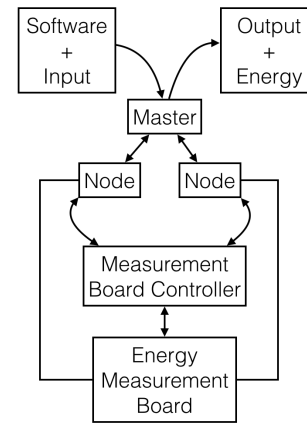 Software
+
Input
Output
+
Energy
Master
Node
Node
Measurement
Board Controller
Energy
Measurement
Board